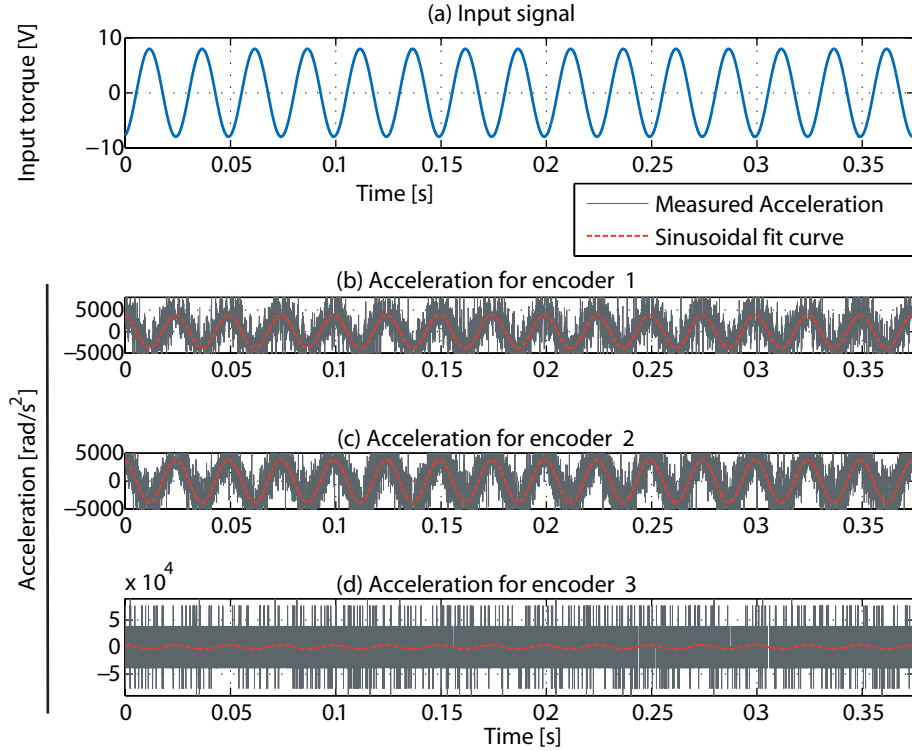 (a) Input signal
Input torque [V]
10
0
−10
0 0.05 0.1 0.15 0.2 0.25 0.3 0.35
Time [s]
Measured Acceleration
Sinusoidal fit curve
Acceleration [rad/s²]
(b) Acceleration for encoder 1
5000
0
−5000
0 0.05 0.1 0.15 0.2 0.25 0.3 0.35
(c) Acceleration for encoder 2
5000
0
−5000
0 0.05 0.1 0.15 0.2 0.25 0.3 0.35
x 10⁴
(d) Acceleration for encoder 3
5
0
−5
0 0.05 0.1 0.15 0.2 0.25 0.3 0.35
Time [s]